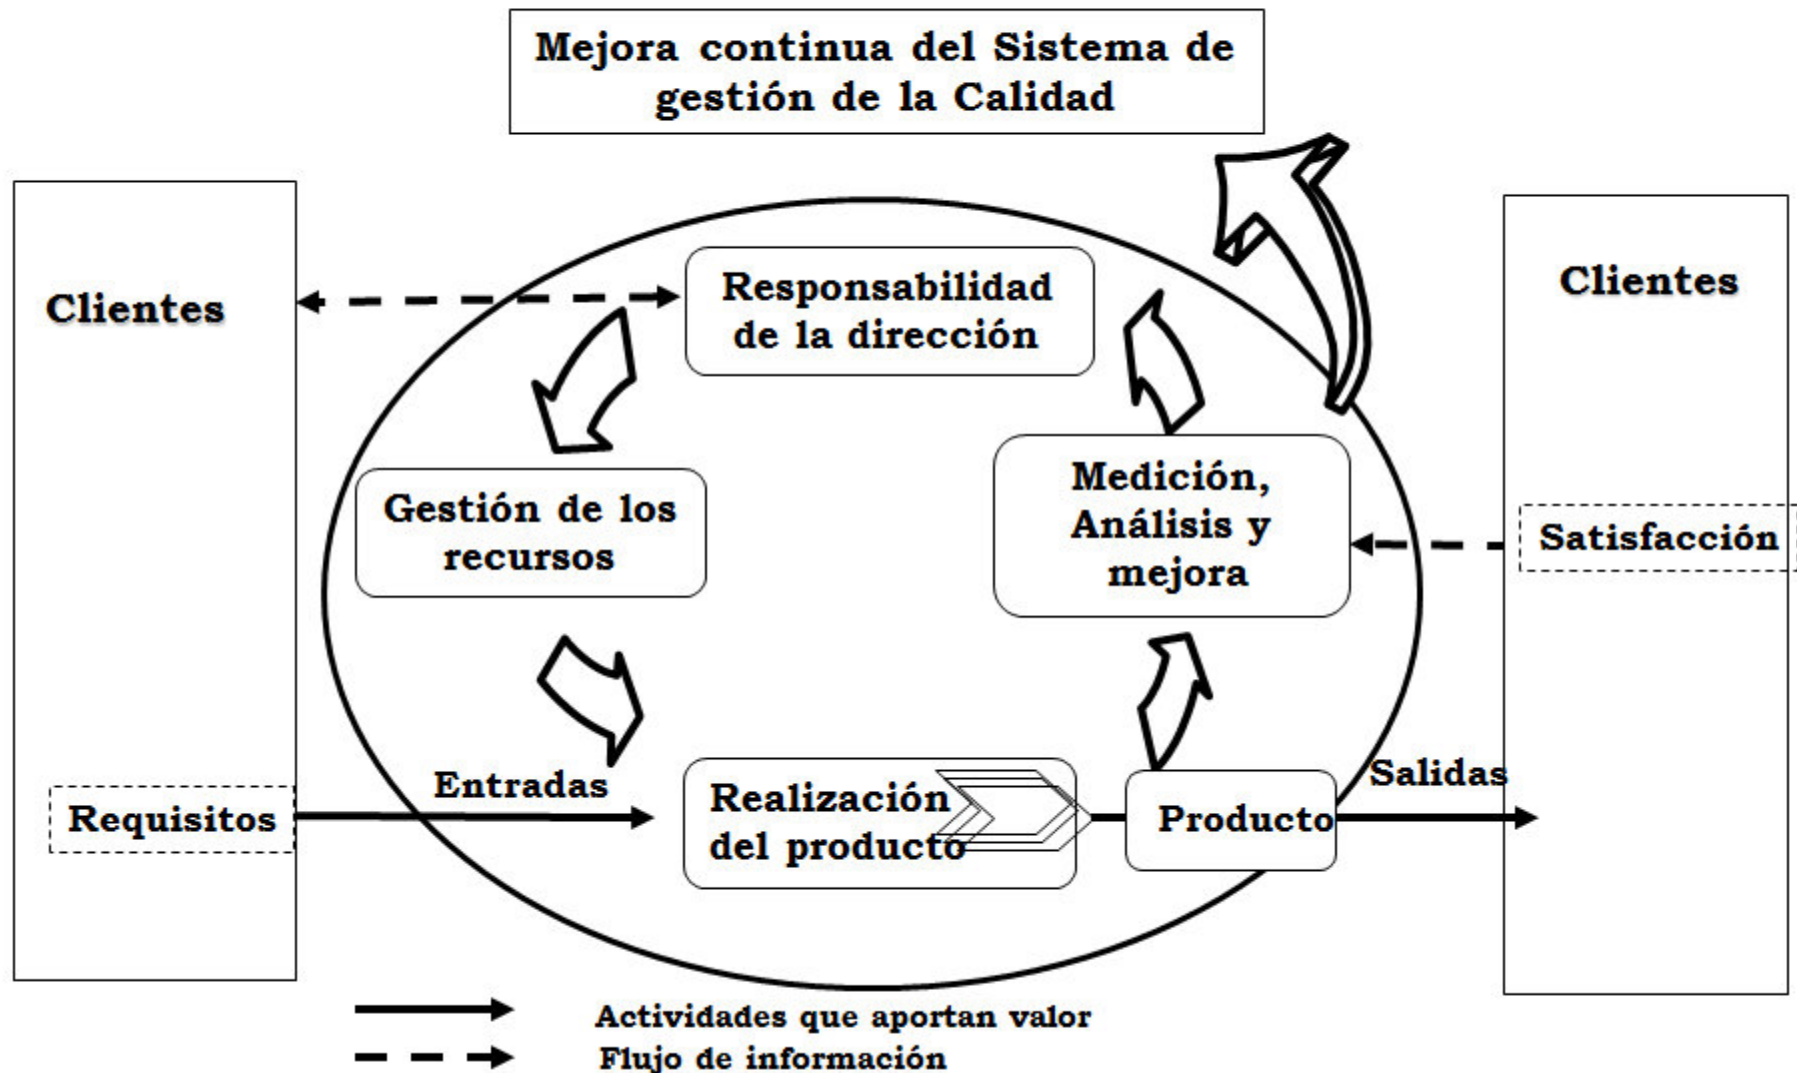 Mejora continua del Sistema de
gestión de la Calidad
Clientes
Responsabilidad
de la dirección
Clientes
Gestión de los
recursos
Medición,
Análisis y
mejora
Satisfacción
Requisitos
Entradas
Realización
del producto
Producto
Salidas
Actividades que aportan valor
Flujo de información